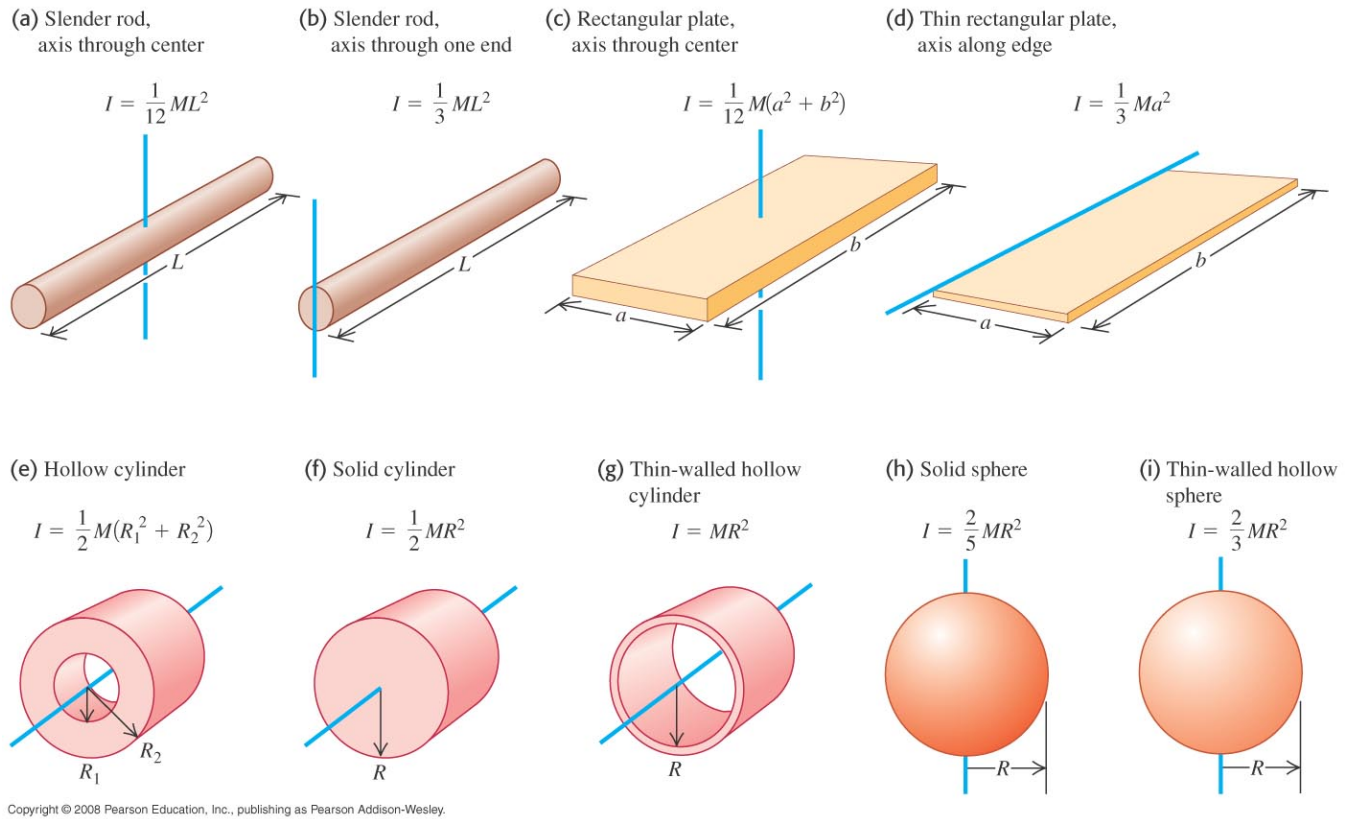 (a) Slender rod,
axis through center
I = 1/12 ML²
L
(b) Slender rod,
axis through one end
I = 1/3 ML²
L
(c) Rectangular plate,
axis through center
I = 1/12 M(a² + b²)
b
a
(d) Thin rectangular plate,
axis along edge
I = 1/3 Ma²
b
a
(e) Hollow cylinder
I = 1/2 M(R₁² + R₂²)
R₂
R₁
(f) Solid cylinder
I = 1/2 MR²
R
(g) Thin-walled hollow
cylinder
I = MR²
R
(h) Solid sphere
I = 2/5 MR²
R
(i) Thin-walled hollow
sphere
I = 2/3 MR²
R
Copyright © 2008 Pearson Education, Inc., publishing as Pearson Addison-Wesley.